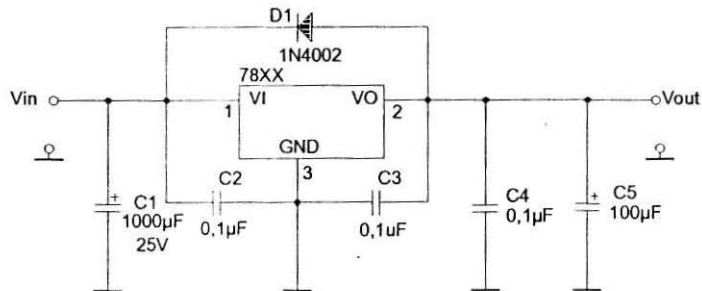 D1
1N4002
78XX
Vin
1
VI
VO
2
Vout
GND
3
C2
0,1µF
C3
0,1uF
C1
1000µF
25V
+
C4
0,1µF
+
C5
100µF